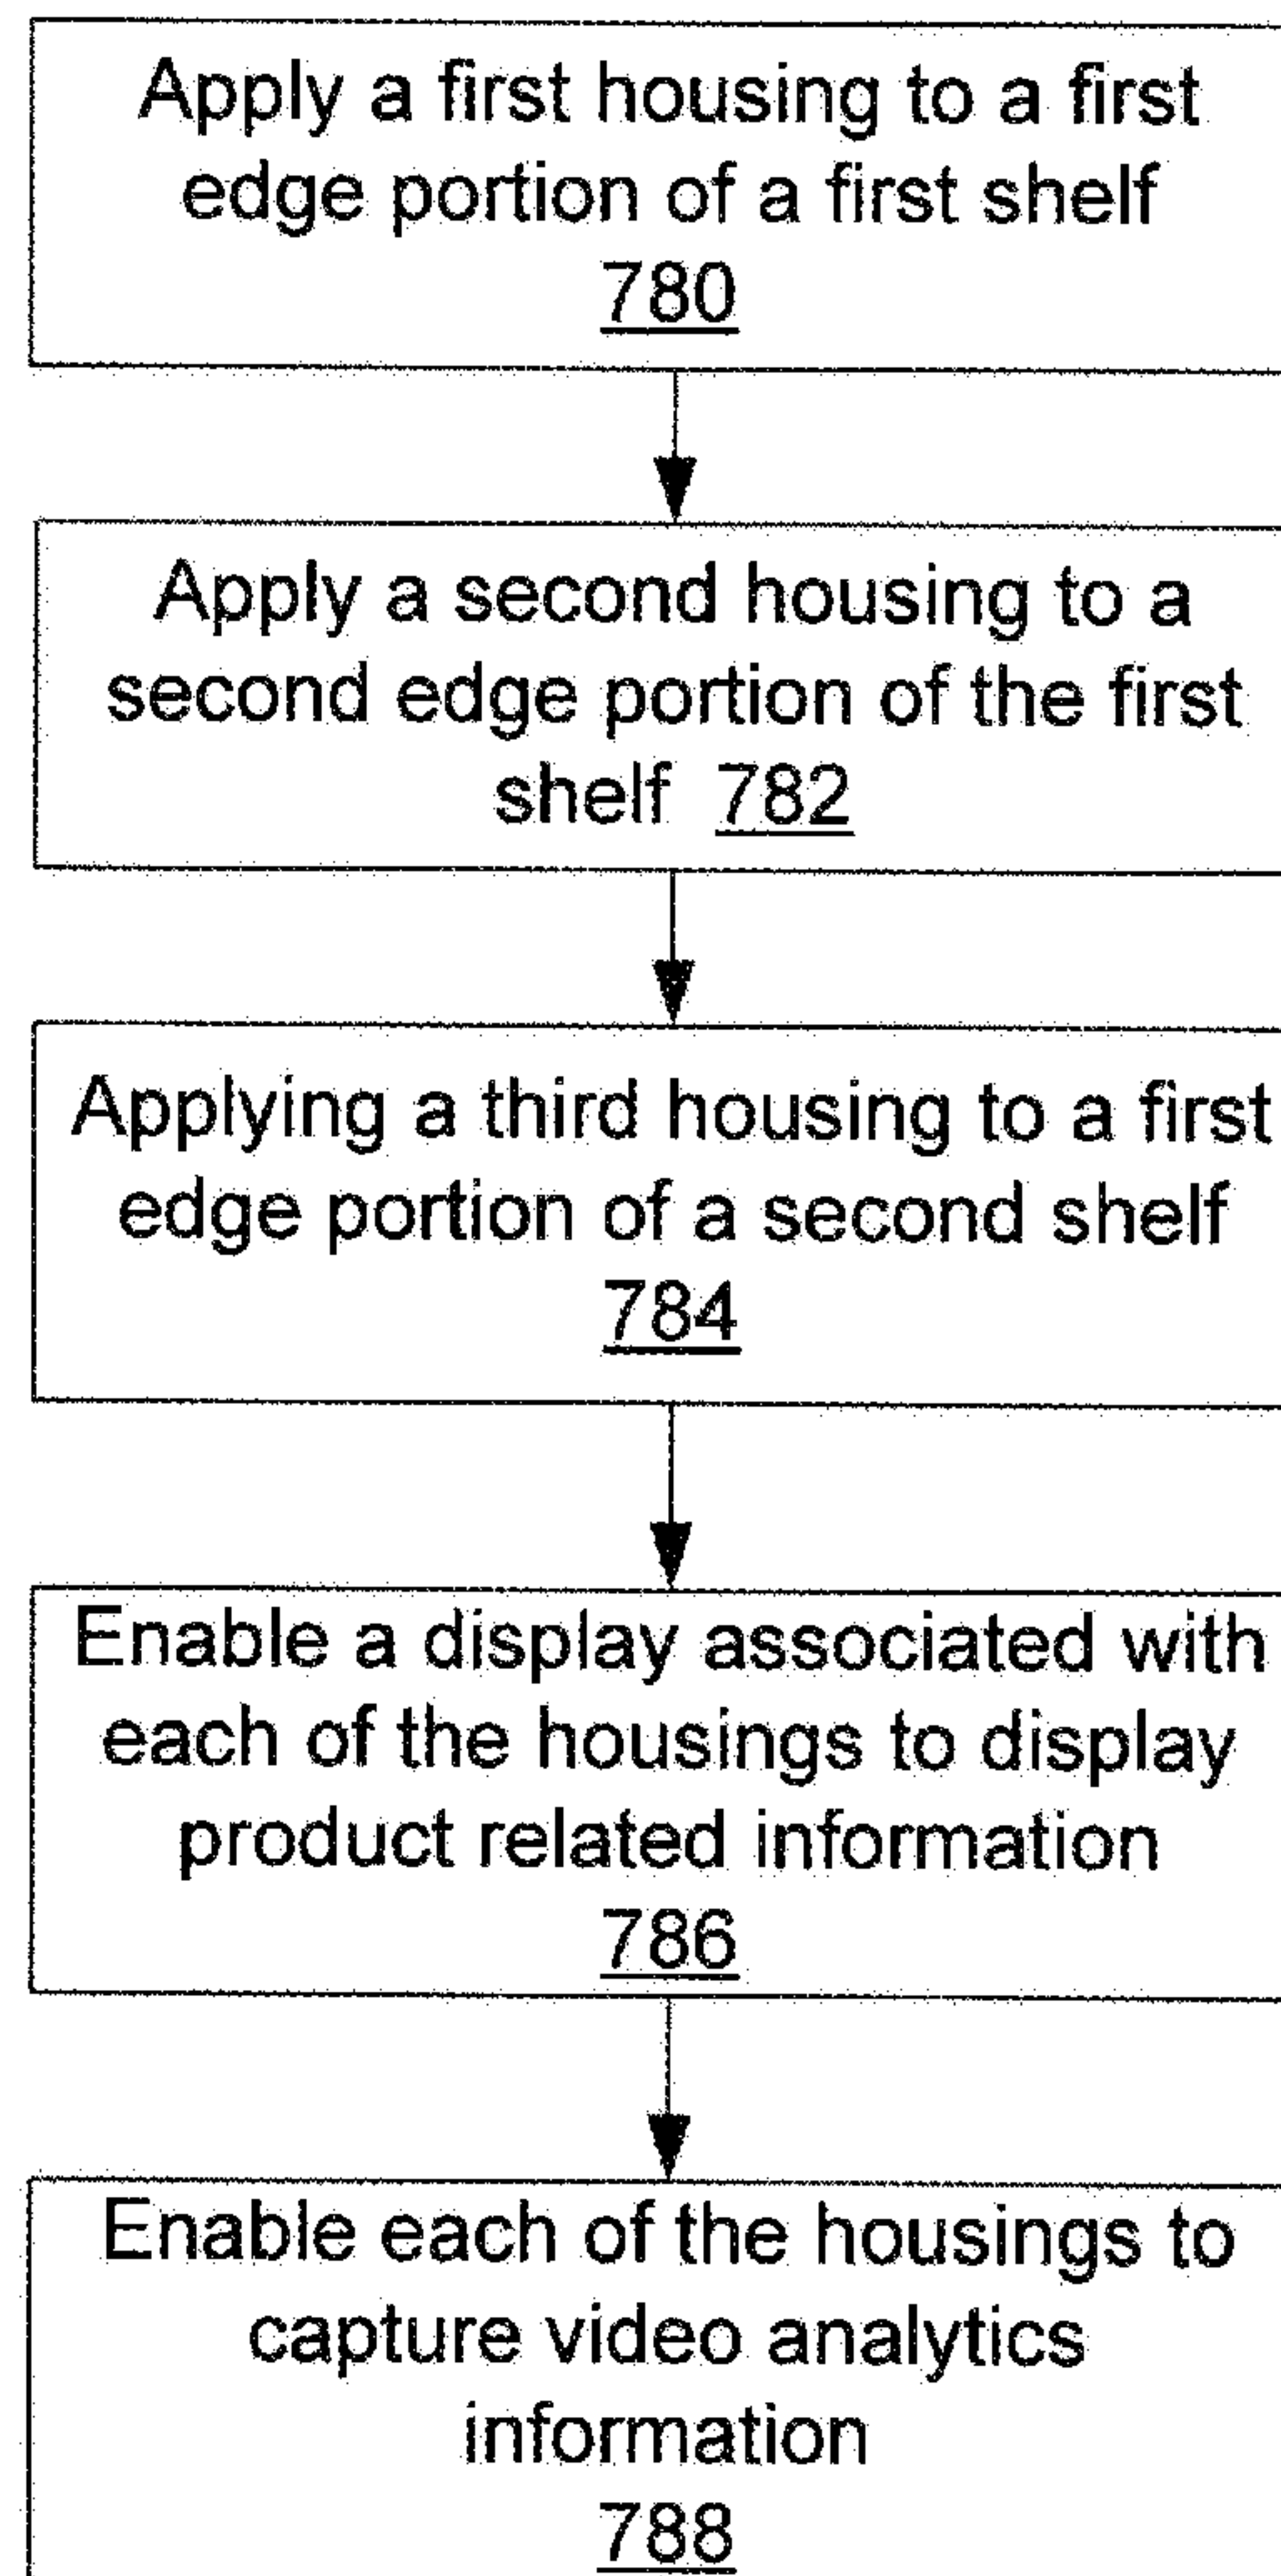 Apply a first housing to a first
edge portion of a first shelf
780
Apply a second housing to a
second edge portion of the first
shelf 782
Applying a third housing to a first
edge portion of a second shelf
784
Enable a display associated with
each of the housings to display
product related information
786
Enable each of the housings to
capture video analytics
information
788